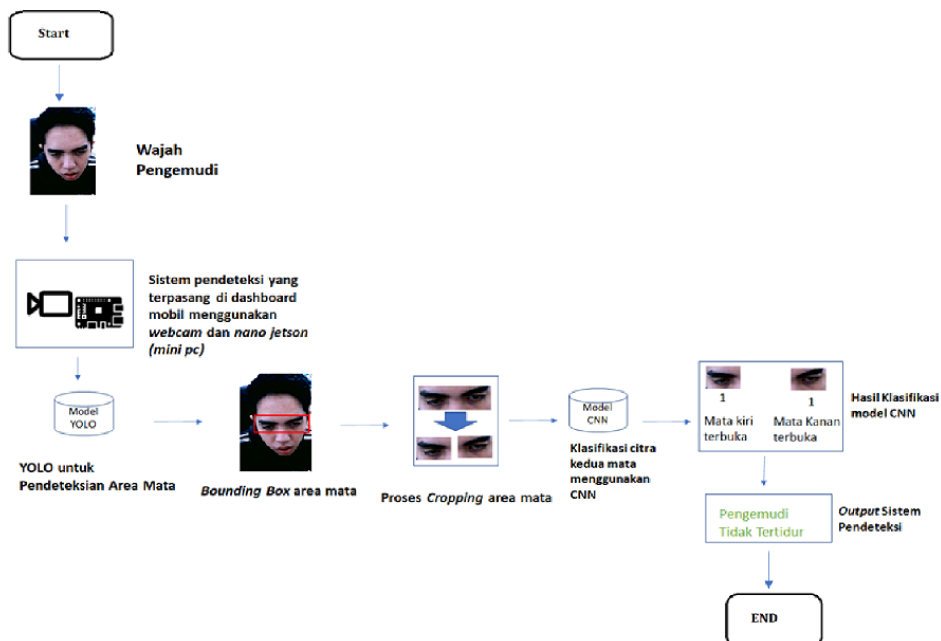 Start
Wajah
Pengemudi
Sistem pendeteksi yang
terpasang di dashboard
mobil menggunakan
webcam dan nano jetson
(mini pc)
Model
YOLO
YOLO untuk
Pendeteksian Area Mata
Bounding Box area mata
Proses Cropping area mata
Model
CNN
Klasifikasi citra
kedua mata
menggunakan
CNN
1
1
Mata kiri
terbuka
Mata Kanan
terbuka
Hasil Klasifikasi
model CNN
Pengemudi
Tidak Tertidur
Output Sistem
Pendeteksi
END